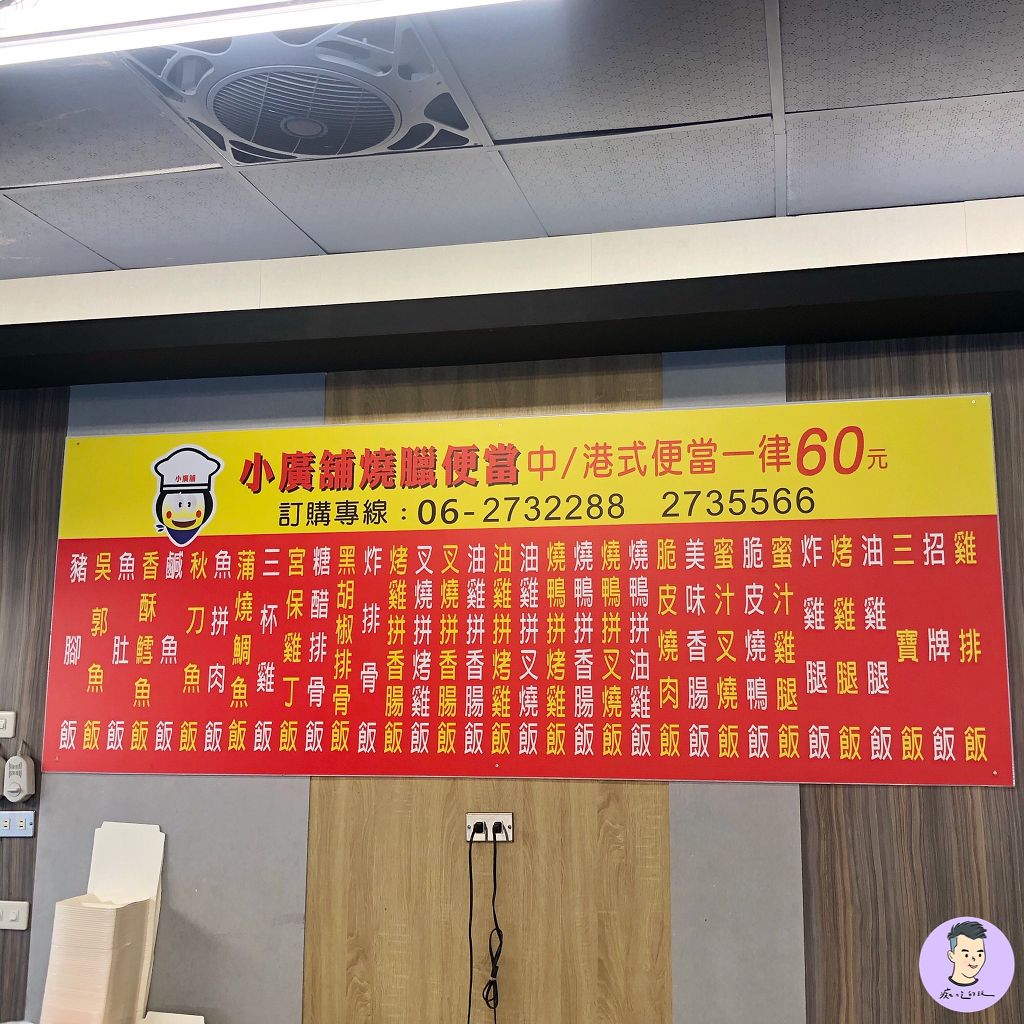 小廣舖
小廣舖燒臘便當中/港式便當一律60元
訂購專線：06-2732288 2735566
雞排飯
招牌飯
三寶飯
油雞腿飯
烤雞腿飯
炸雞腿飯
蜜汁雞腿飯
脆皮燒鴨飯
蜜汁叉燒飯
美味香腸飯
脆皮燒肉飯
燒鴨拼油雞飯
燒鴨拼叉燒飯
燒鴨拼香腸飯
燒鴨拼烤雞飯
油雞拼叉燒飯
油雞拼烤雞飯
油雞拼香腸飯
叉燒拼香腸飯
叉燒拼烤雞飯
烤雞拼香腸飯
炸排骨飯
黑胡椒排骨飯
糖醋排骨飯
宮保雞丁飯
三杯雞飯
蒲燒鯛魚飯
魚拼肉飯
秋刀魚飯
鹹魚飯
香酥鱈魚飯
魚肚飯
吳郭魚飯
豬腳飯